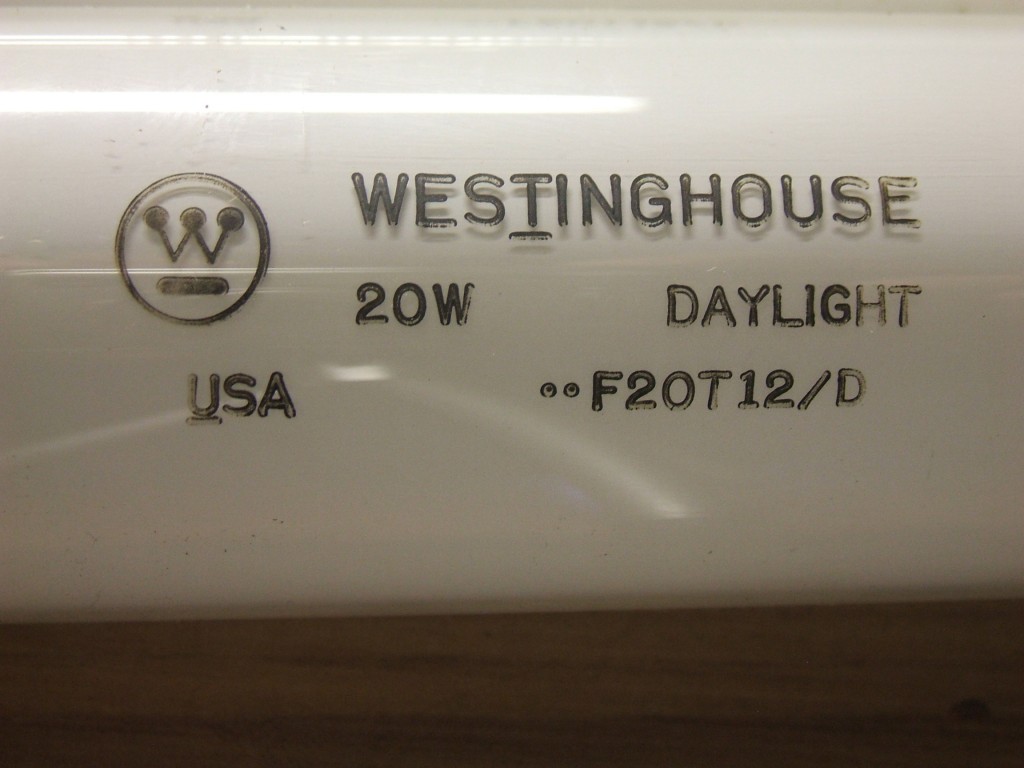 W WESTINGHOUSE
20W DAYLIGHT
USA ••F20T12/D